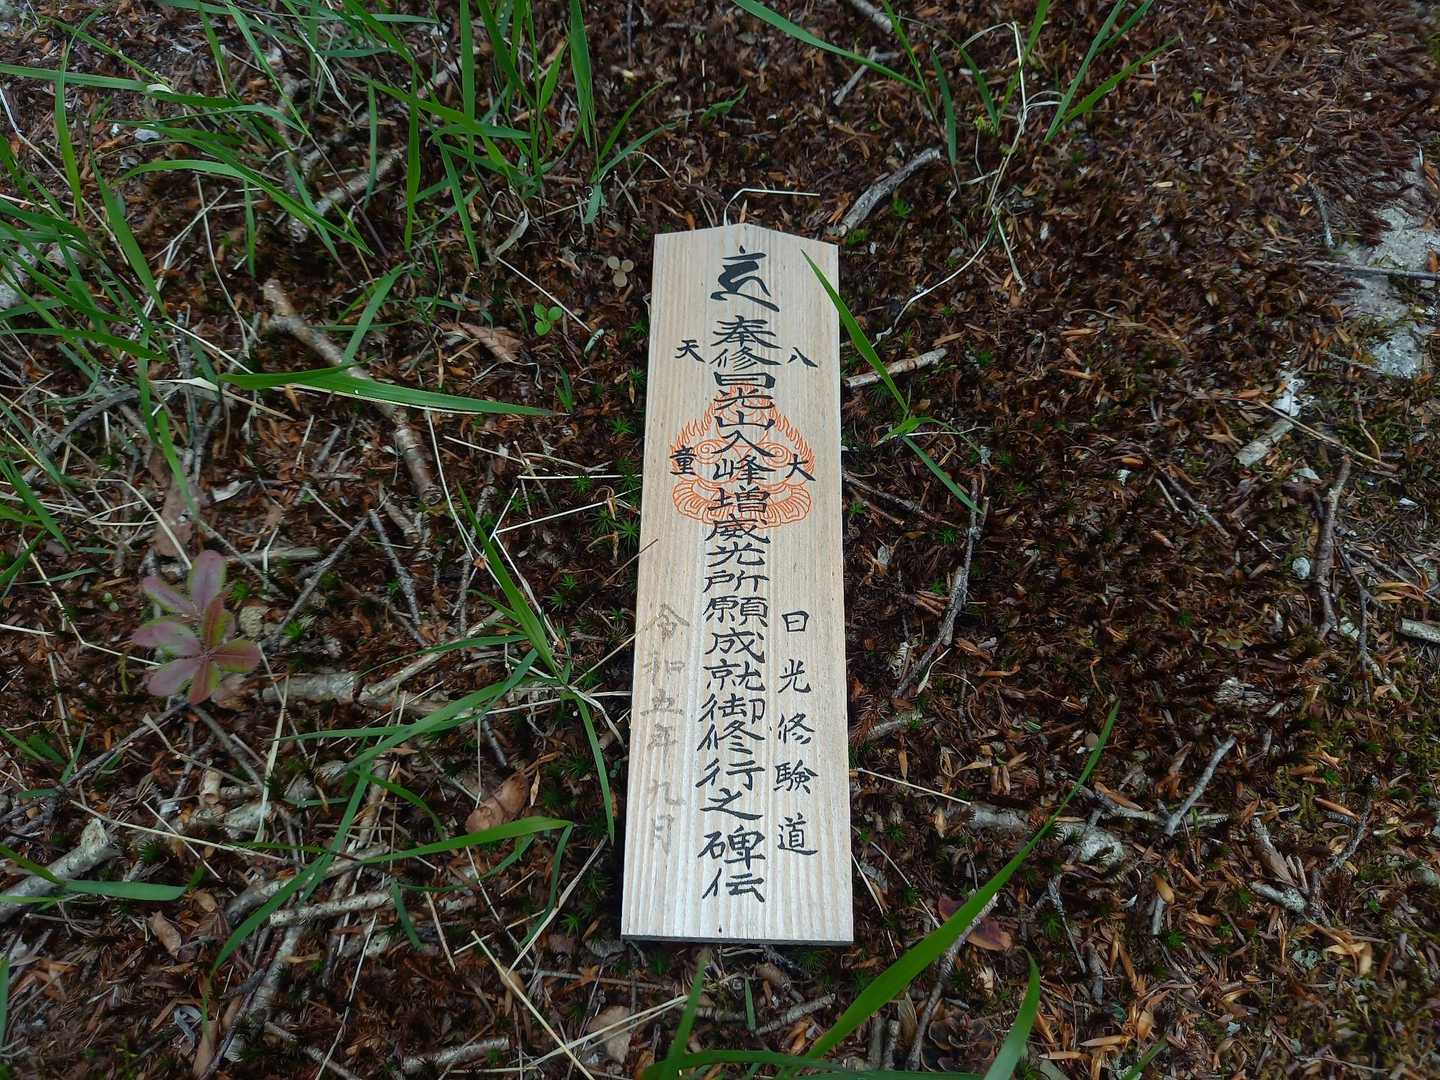 奉修日光山入峰増威光所願成就御修行之碑伝
八大
天童
日光修験道
令和五年九月